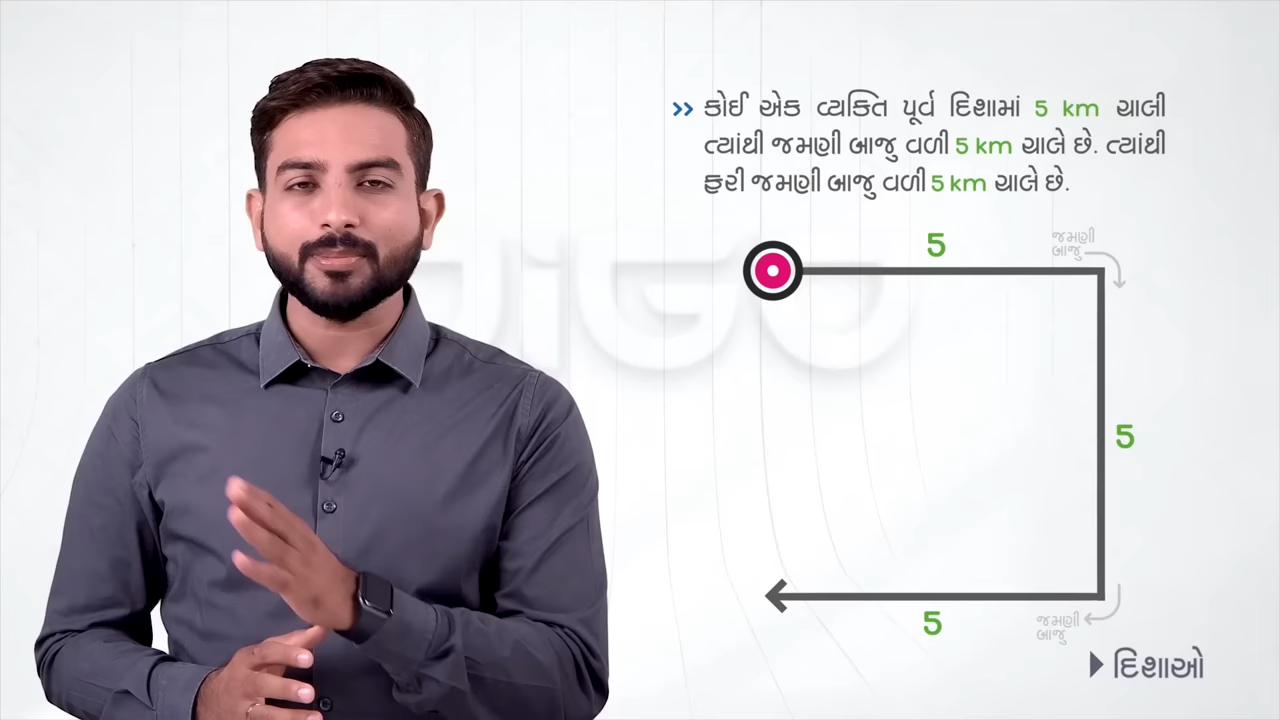 >> કોઈ એક વ્યક્તિ પૂર્વ દિશામાં 5 km ચાલી
ત્યાંથી જમણી બાજુ વળી 5 km ચાલે છે. ત્યાંથી
ફરી જમણી બાજુ વળી 5 km ચાલે છે.
5
જમણી
બાજુ
5
5
જમણી
બાજુ
દિશાઓ